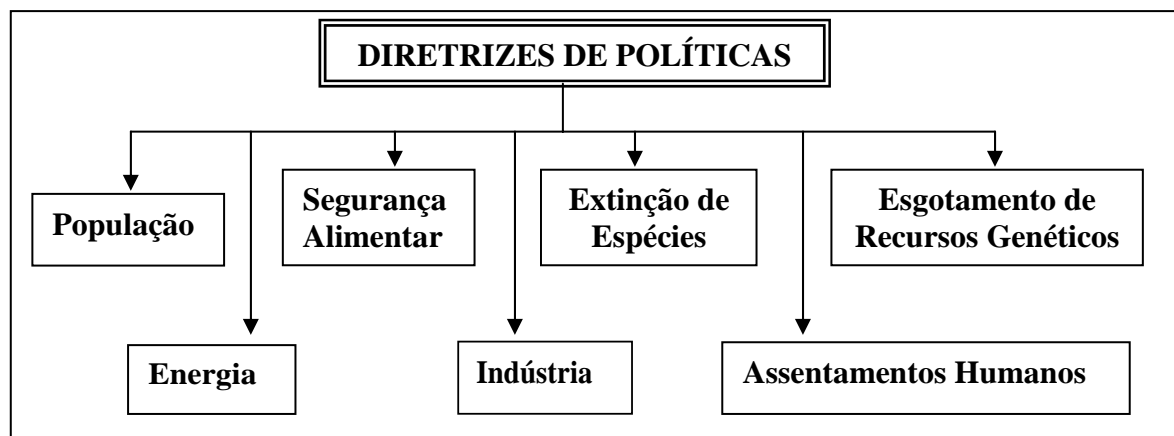 DIRETRIZES DE POLÍTICAS
População
Segurança
Alimentar
Extinção de
Espécies
Esgotamento de
Recursos Genéticos
Energia
Indústria
Assentamentos Humanos